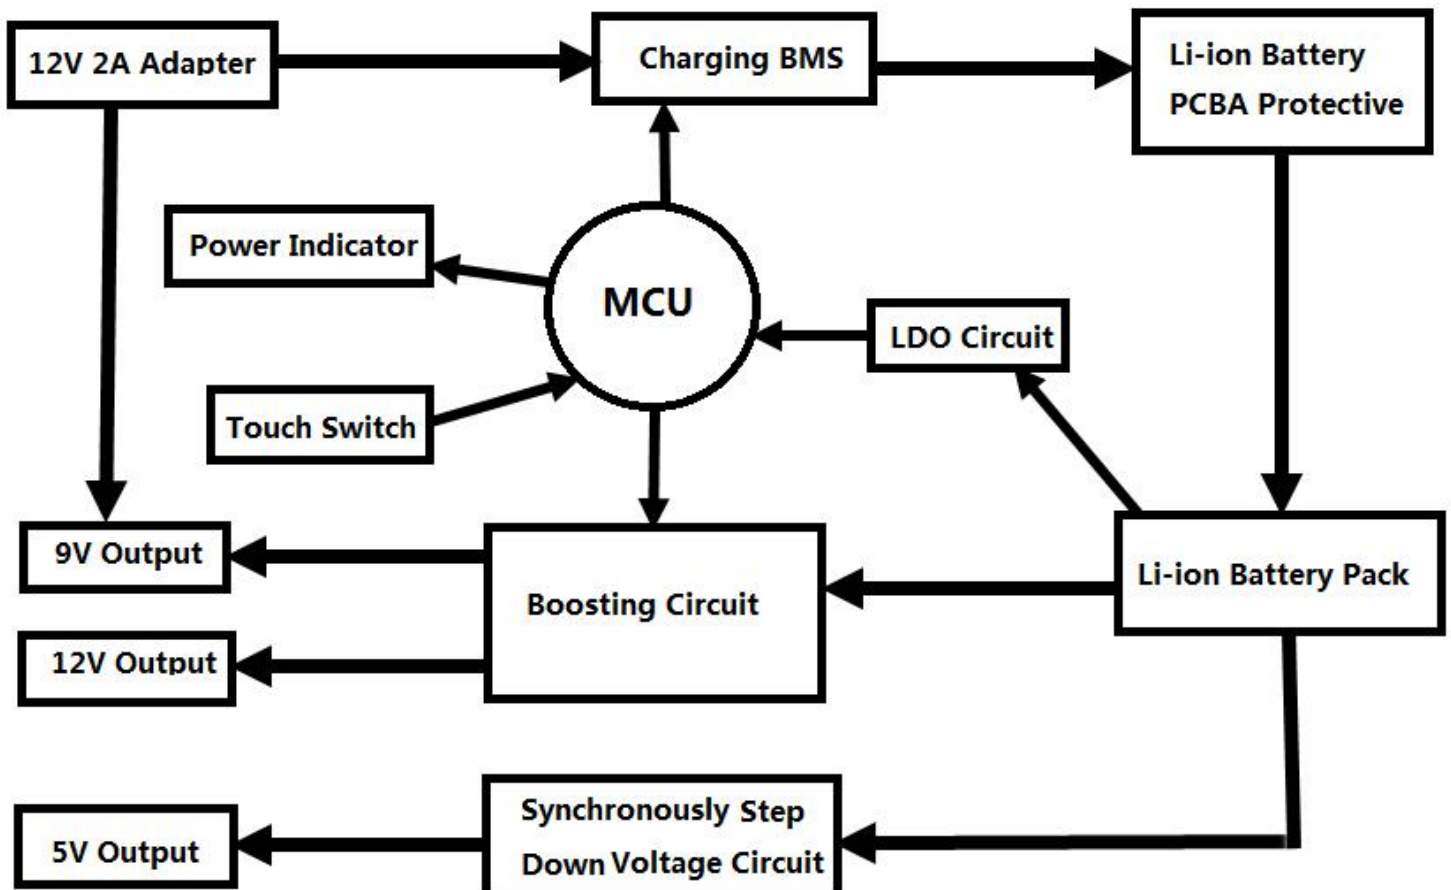 12V 2A Adapter
Charging BMS
Li-ion Battery
PCBA Protective
Power Indicator
MCU
LDO Circuit
Touch Switch
9V Output
Boosting Circuit
Li-ion Battery Pack
12V Output
Synchronously Step
Down Voltage Circuit
5V Output